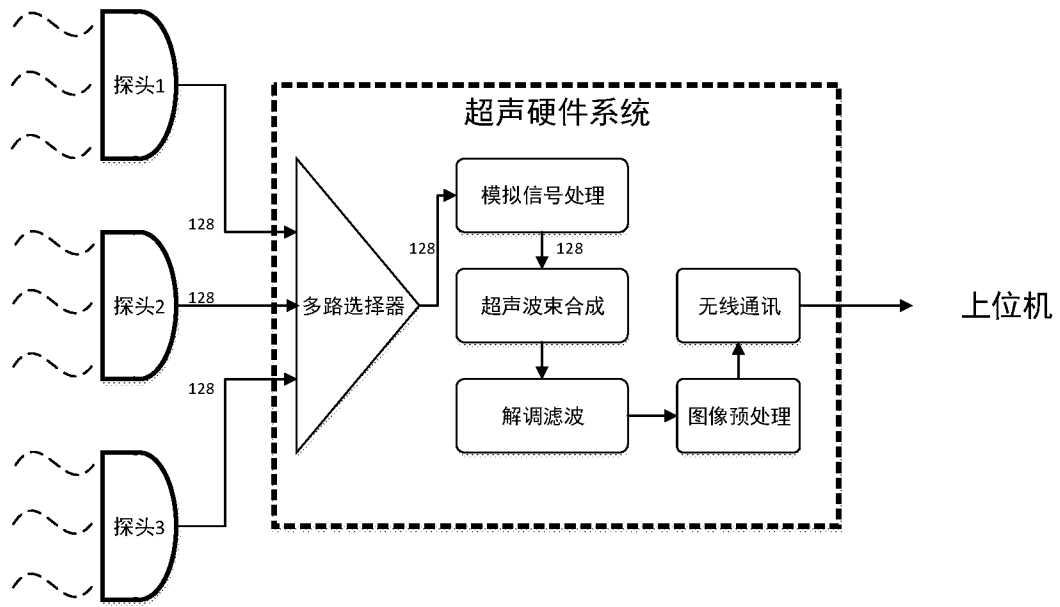 探头1
超声硬件系统
模拟信号处理
128
128
128
128
探头2
多路选择器
超声波束合成
无线通讯
上位机
128
解调滤波
图像预处理
探头3